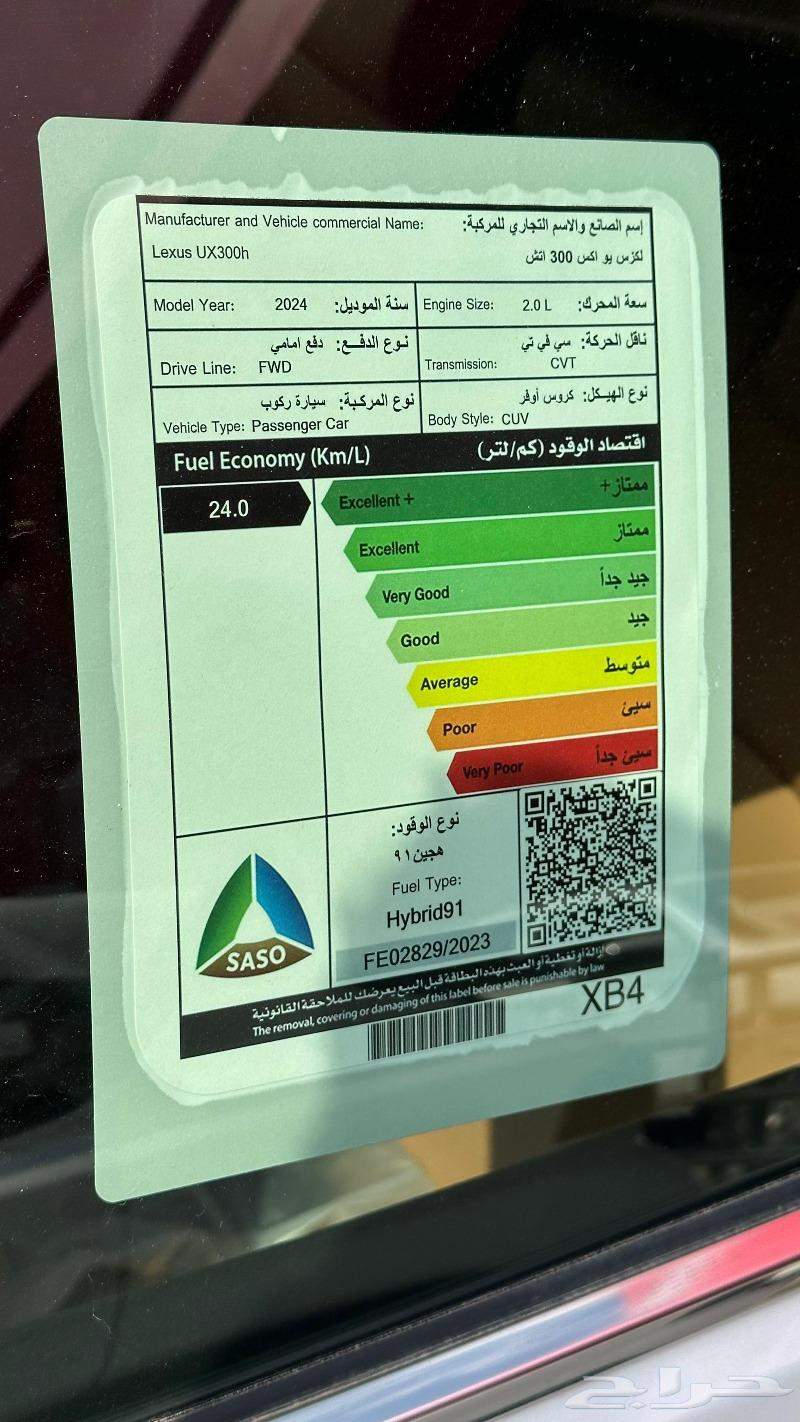 Manufacturer and Vehicle commercial Name: إسم الصانع والاسم التجاري للمركبة:
Lexus UX300h لكزس يو اكس 300 اتش
Model Year: 2024 سنة الموديل: Engine Size: 2.0 L سعة المحرك:
نوع الدفع: دفع امامي ناقل الحركة: سي في تي
Drive Line: FWD Transmission: CVT
نوع المركبة: سيارة ركوب نوع الهيكل: كروس أوفر
Vehicle Type: Passenger Car Body Style: CUV
Fuel Economy (Km/L) اقتصاد الوقود (كم/لتر)
24.0 Excellent + ممتاز +
Excellent ممتاز
Very Good جيد جداً
Good جيد
Average متوسط
Poor سيئ
Very Poor سيئ جداً
نوع الوقود:
هجين ٩١
Fuel Type:
Hybrid91
SASO
FE02829/2023
إزالة أو تغطية أو العبث بهذه البطاقة قبل البيع يعرضك للملاحقة القانونية
The removal, covering or damaging of this label before sale is punishable by law
XB4
حراج